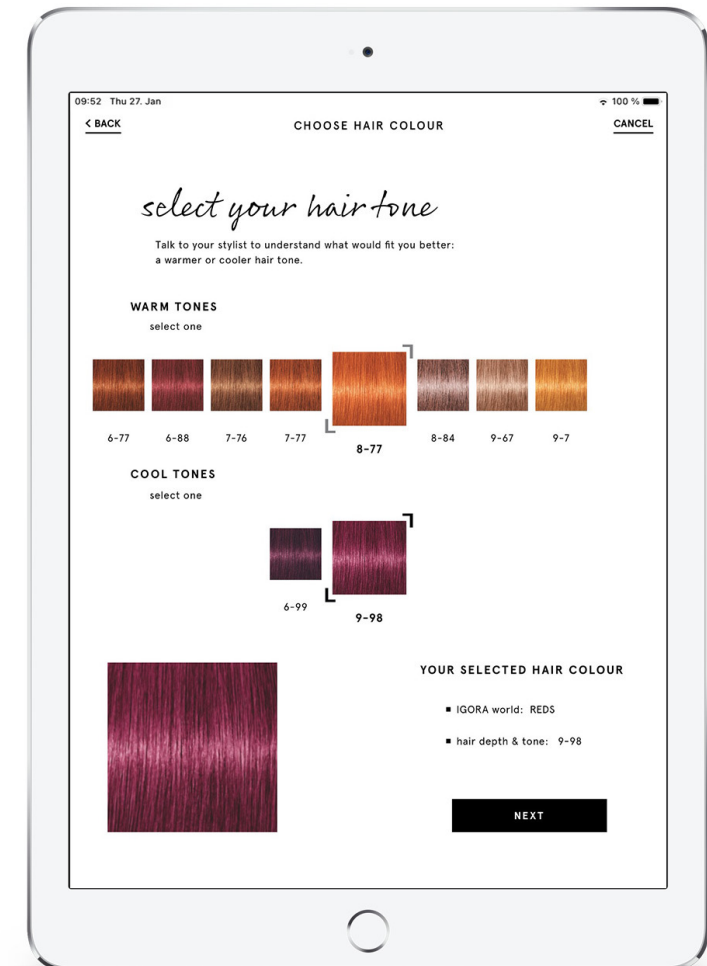 09:52 Thu 27. Jan
100 %
< BACK
CHOOSE HAIR COLOUR
CANCEL
select your hair tone
Talk to your stylist to understand what would fit you better:
a warmer or cooler hair tone.
WARM TONES
select one
6-77 6-88 7-76 7-77 8-77 8-84 9-67 9-7
COOL TONES
select one
6-99 9-98
YOUR SELECTED HAIR COLOUR
▪ IGORA world: REDS
▪ hair depth & tone: 9-98
NEXT